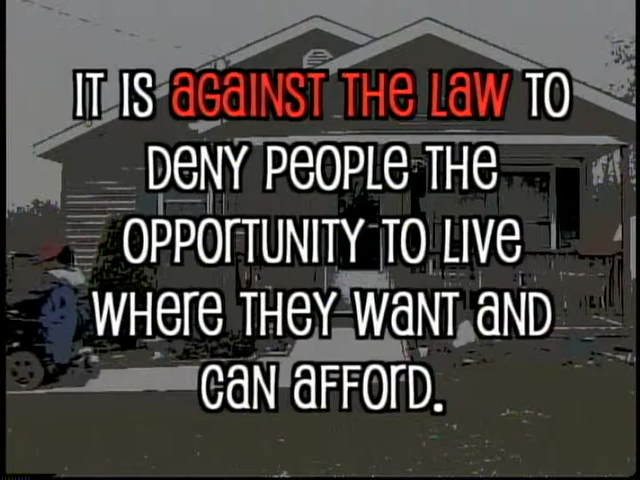 IT IS AGAINST THE LAW TO
DENY PEOPLE THE
OPPORTUNITY TO LIVE
WHERE THEY WANT AND
CAN AFFORD.